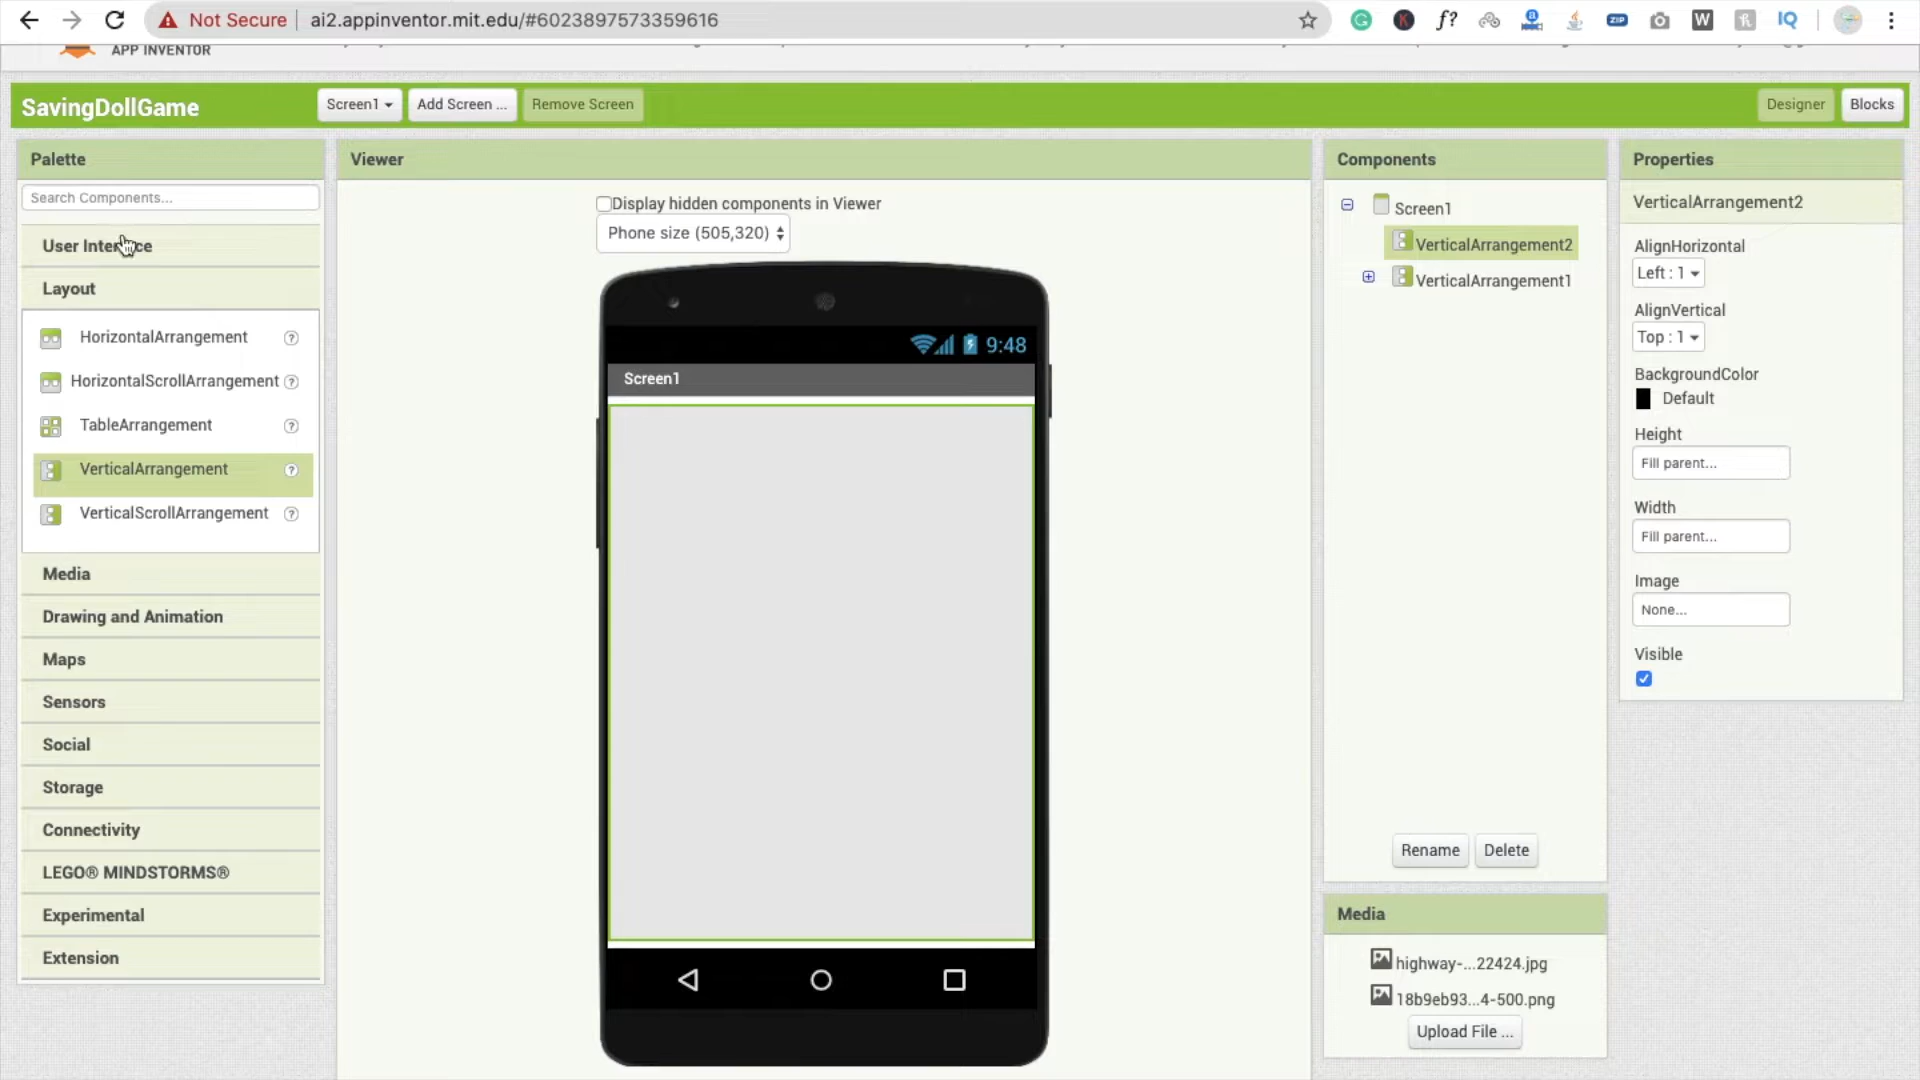 Not Secure
ai2.appinventor.mit.edu/#6023897573359616
APP INVENTOR
SavingDollGame
Screen1
Add Screen ...
Remove Screen
Designer
Blocks
Palette
Search Components...
User Interface
Layout
HorizontalArrangement
HorizontalScrollArrangement
TableArrangement
VerticalArrangement
VerticalScrollArrangement
Media
Drawing and Animation
Maps
Sensors
Social
Storage
Connectivity
LEGO® MINDSTORMS®
Experimental
Extension
Viewer
Display hidden components in Viewer
Phone size (505,320)
9:48
Screen1
Components
Screen1
VerticalArrangement2
VerticalArrangement1
Rename
Delete
Media
highway-...22424.jpg
18b9eb93...4-500.png
Upload File ...
Properties
VerticalArrangement2
AlignHorizontal
Left : 1
AlignVertical
Top : 1
BackgroundColor
Default
Height
Fill parent...
Width
Fill parent...
Image
None...
Visible